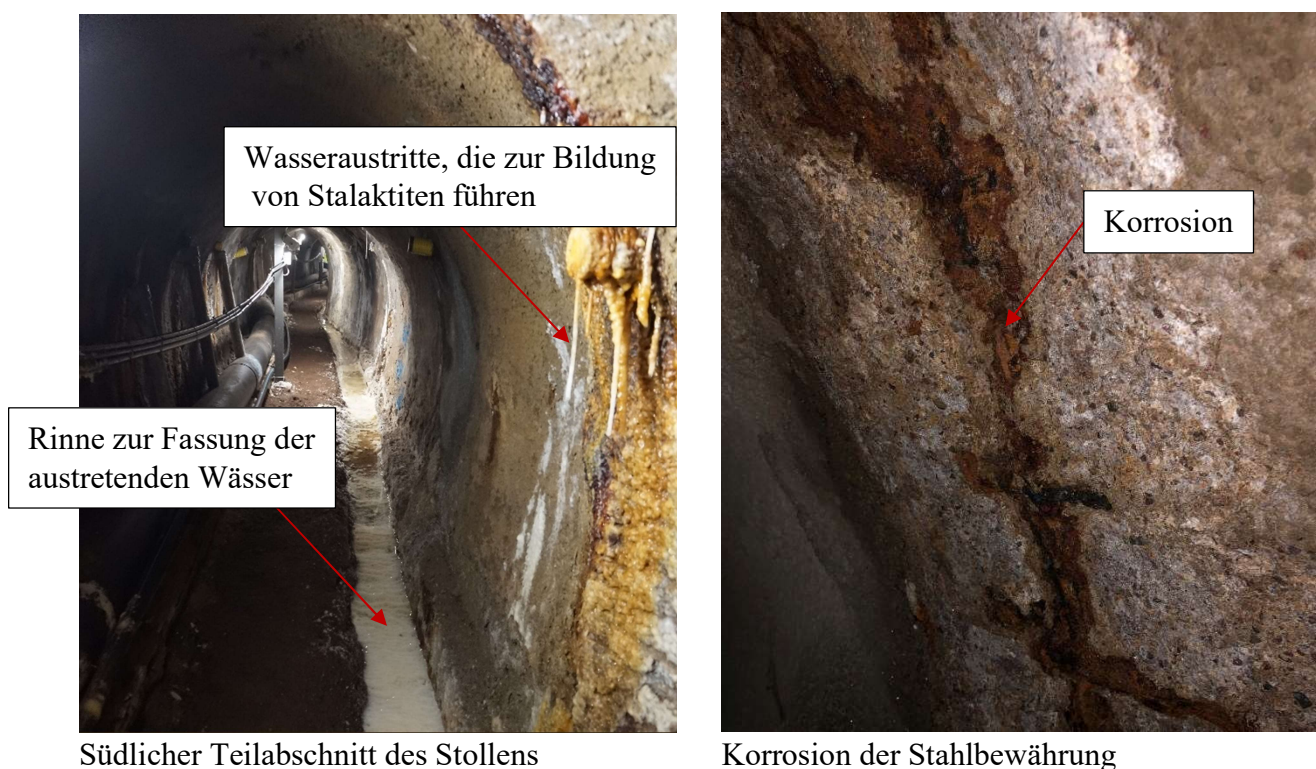 Wasseraustritte, die zur Bildung
von Stalaktiten führen
Rinne zur Fassung der
austretenden Wässer
Südlicher Teilabschnitt des Stollens
Korrosion
Korrosion der Stahlbewährung